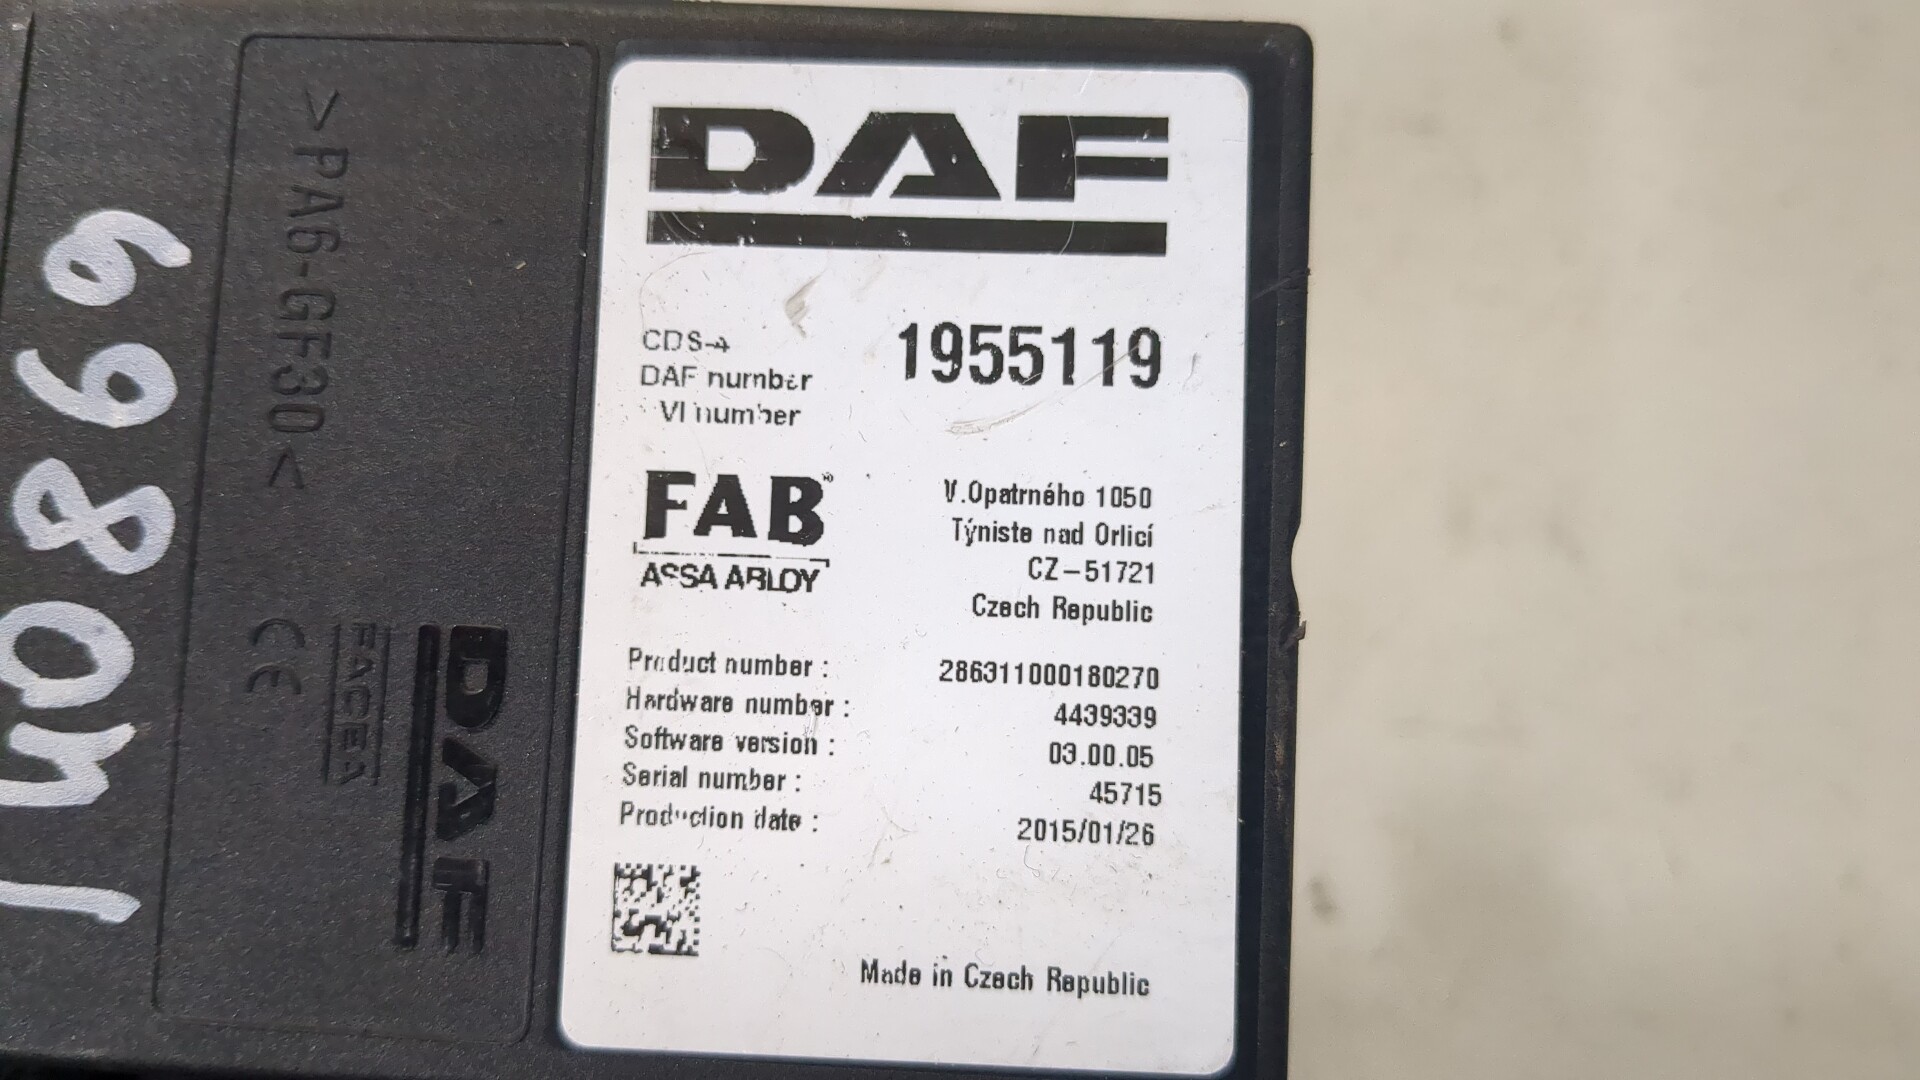 DAF
CDS-4
DAF number 1955119
VI number
FAB
ASSA ABLOY
V.Opatrného 1050
Týniste nad Orlicí
CZ-51721
Czech Republic
Product number : 286311000180270
Hardware number : 4439339
Software version : 03.00.05
Serial number : 45715
Production date : 2015/01/26
Made in Czech Republic
>PA6-GF30<
CE
FACEA
DAF